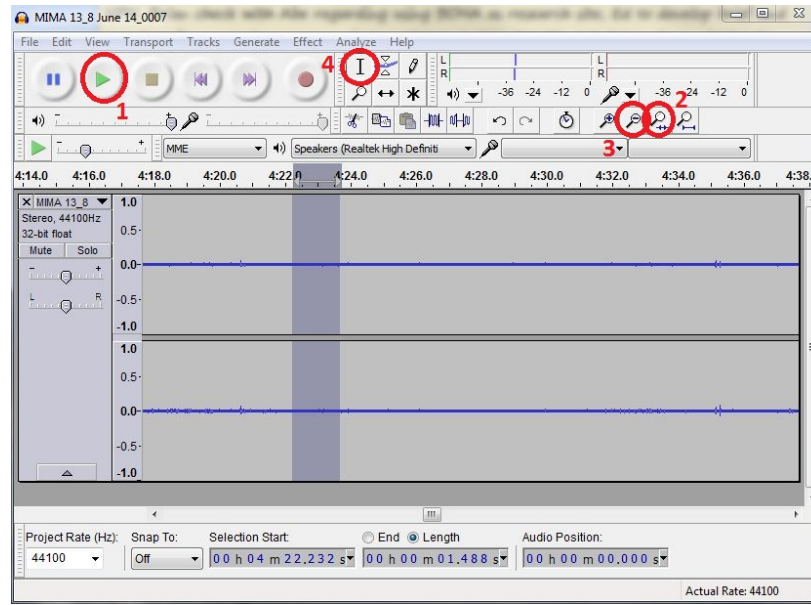 MIMA 13_8 June 14_0007
File Edit View Transport Tracks Generate Effect Analyze Help
4
L
R
L
R
-36 -24 -12 0
-36 -24 -12 0
1
2
3
MME
Speakers (Realtek High Definiti
4:14.0 4:16.0 4:18.0 4:20.0 4:22.0 4:24.0 4:26.0 4:28.0 4:30.0 4:32.0 4:34.0 4:36.0 4:38.
X MIMA 13_8
Stereo, 44100Hz
32-bit float
Mute Solo
- +
L R
1.0
0.5-
0.0-
-0.5-
-1.0
1.0
0.5-
0.0-
-0.5-
-1.0
Project Rate (Hz): Snap To: Selection Start: End Length Audio Position:
44100 Off 00 h 04 m 22.232 s 00 h 00 m 01.488 s 00 h 00 m 00.000 s
Actual Rate: 44100